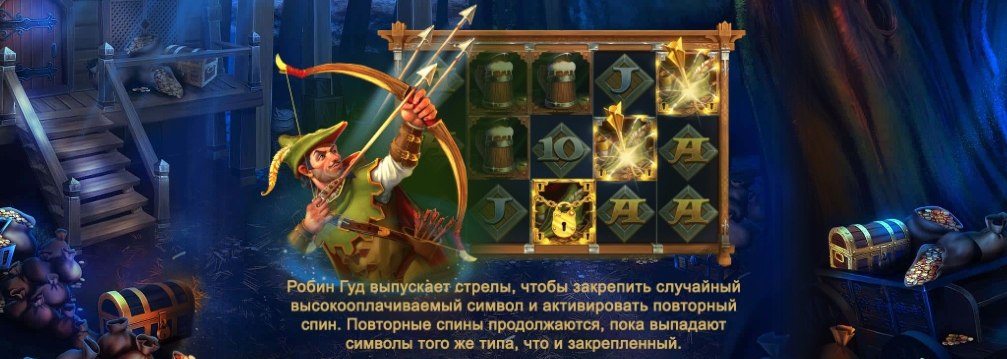 J
10
A
J
A
A
Робин Гуд выпускает стрелы, чтобы закрепить случайный
высокооплачиваемый символ и активировать повторный
спин. Повторные спины продолжаются, пока выпадают
символы того же типа, что и закрепленный.